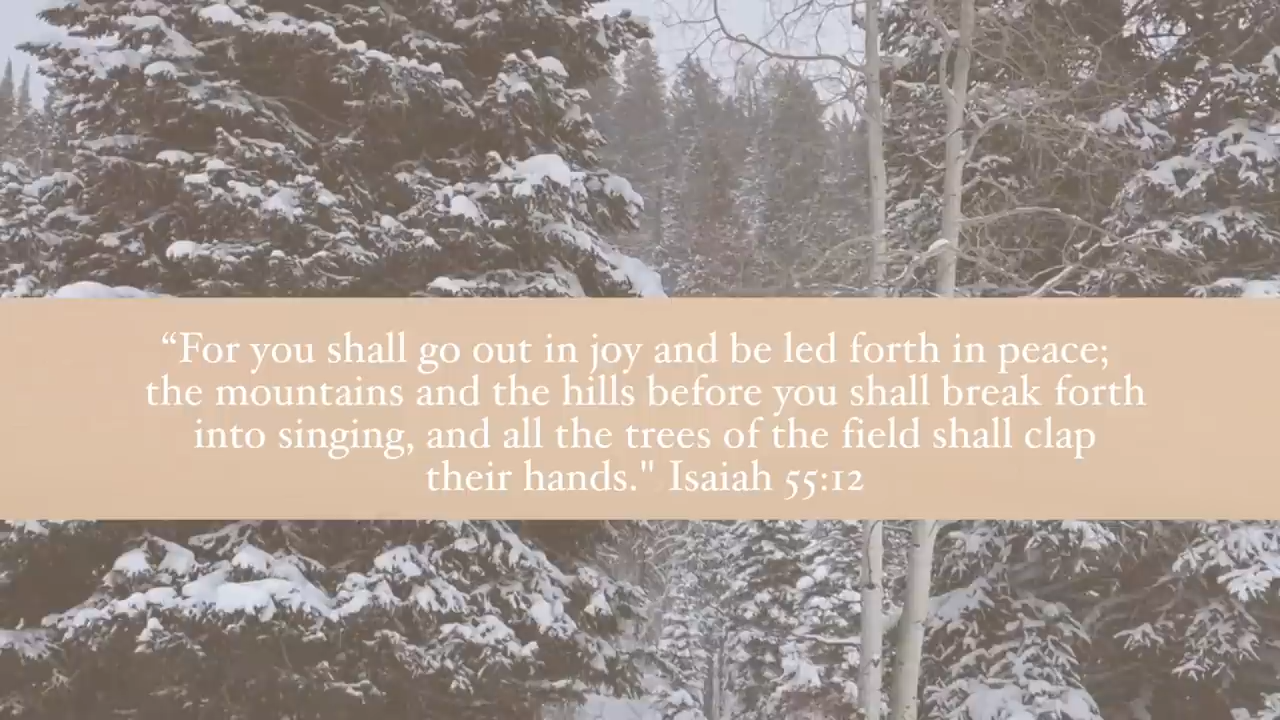 “For you shall go out in joy and be led forth in peace;
the mountains and the hills before you shall break forth
into singing, and all the trees of the field shall clap
their hands." Isaiah 55:12